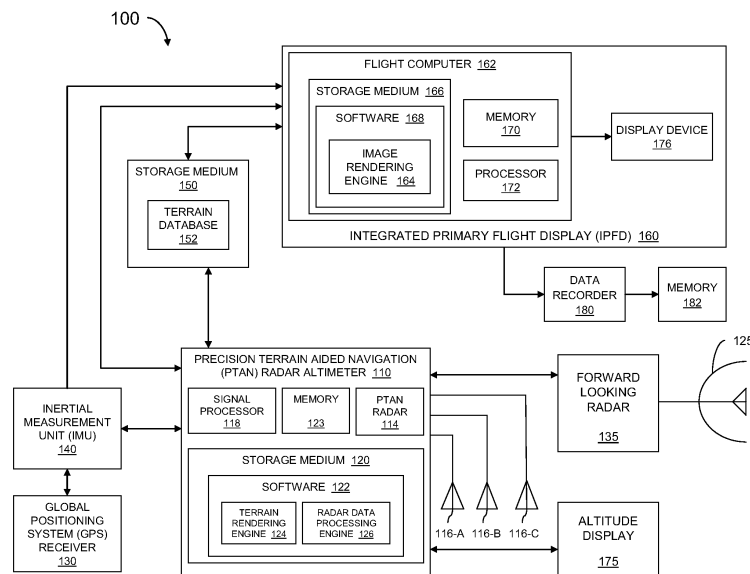 100
FLIGHT COMPUTER 162
STORAGE MEDIUM 166
SOFTWARE 168
IMAGE
RENDERING
ENGINE 164
MEMORY
170
PROCESSOR
172
DISPLAY DEVICE
176
INTEGRATED PRIMARY FLIGHT DISPLAY (IPFD) 160
STORAGE MEDIUM
150
TERRAIN
DATABASE
152
DATA
RECORDER
180
MEMORY
182
PRECISION TERRAIN AIDED NAVIGATION
(PTAN) RADAR ALTIMETER 110
SIGNAL
PROCESSOR
118
MEMORY
123
PTAN
RADAR
114
STORAGE MEDIUM 120
SOFTWARE 122
TERRAIN
RENDERING
ENGINE 124
RADAR DATA
PROCESSING
ENGINE 126
116-A
116-B
116-C
FORWARD
LOOKING
RADAR
135
125
ALTITUDE
DISPLAY
175
INERTIAL
MEASUREMENT
UNIT (IMU)
140
GLOBAL
POSITIONING
SYSTEM (GPS)
RECEIVER
130